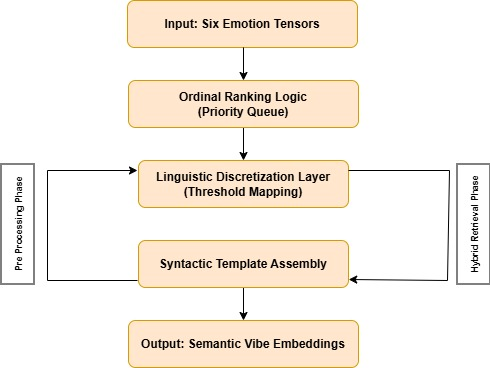 Input: Six Emotion Tensors
Ordinal Ranking Logic
(Priority Queue)
Linguistic Discretization Layer
(Threshold Mapping)
Pre Processing Phase
Hybrid Retrieval Phase
Syntactic Template Assembly
Output: Semantic Vibe Embeddings